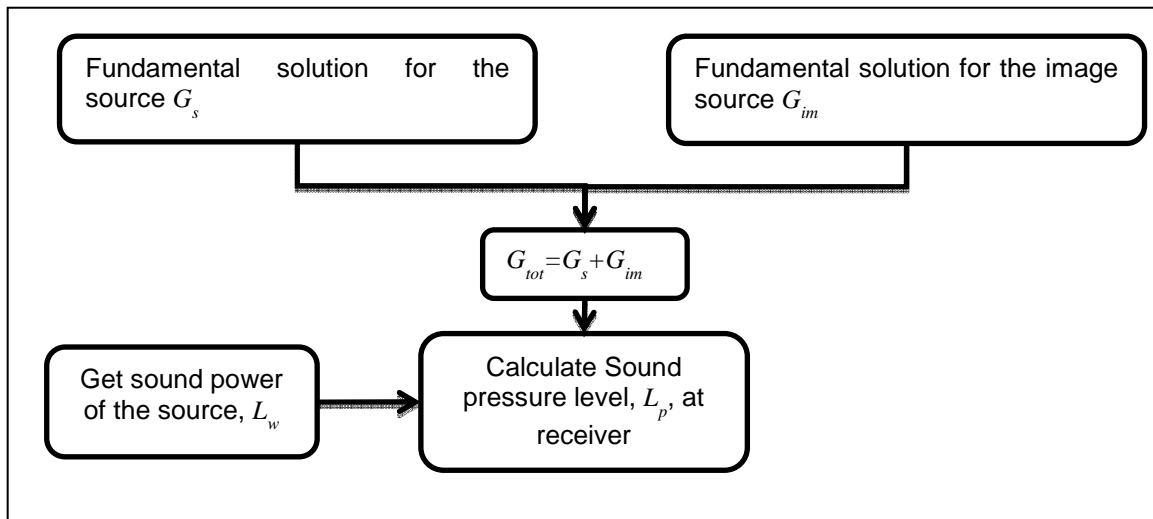 Fundamental solution for the
source G_s
Fundamental solution for the image
source G_im
G_tot=G_s+G_im
Get sound power
of the source, L_w
Calculate Sound
pressure level, L_p, at
receiver